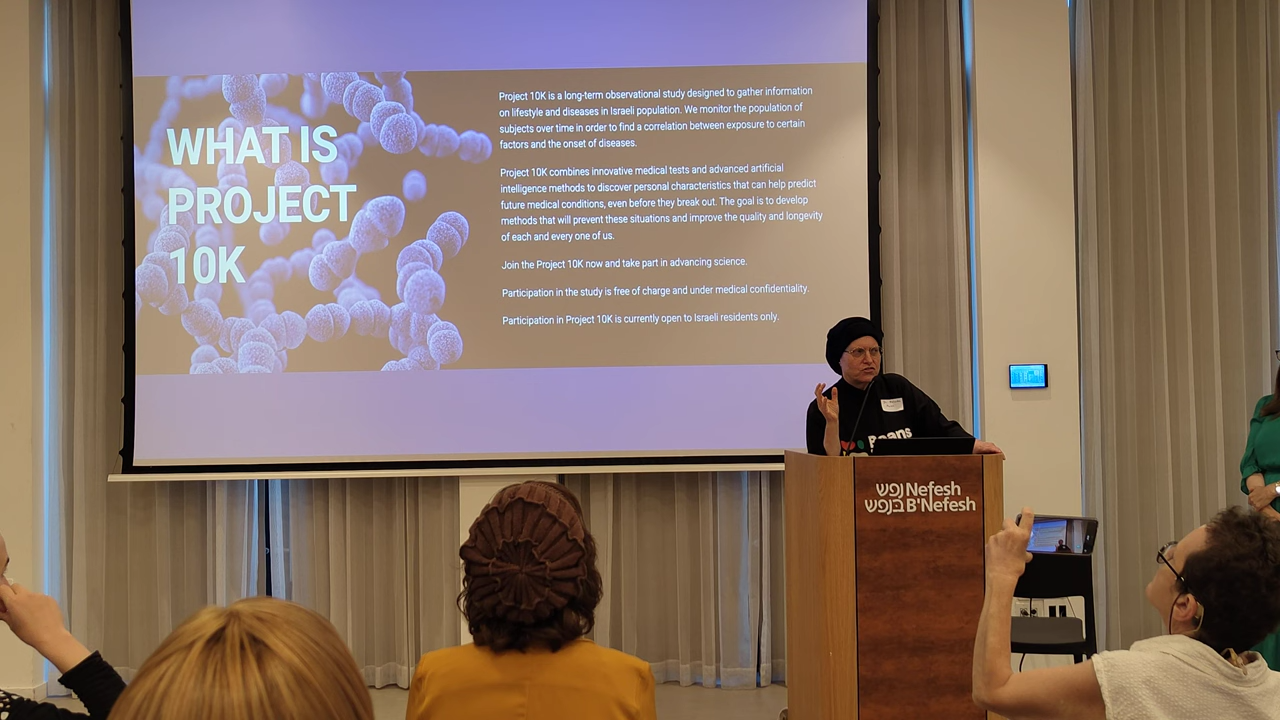 WHAT IS
PROJECT
10K
Project 10K is a long-term observational study designed to gather information
on lifestyle and diseases in Israeli population. We monitor the population of
subjects over time in order to find a correlation between exposure to certain
factors and the onset of diseases.
Project 10K combines innovative medical tests and advanced artificial
intelligence methods to discover personal characteristics that can help predict
future medical conditions, even before they break out. The goal is to develop
methods that will prevent these situations and improve the quality and longevity
of each and every one of us.
Join the Project 10K now and take part in advancing science.
Participation in the study is free of charge and under medical confidentiality.
Participation in Project 10K is currently open to Israeli residents only.
Beans
נפש Nefesh
בנפש B'Nefesh